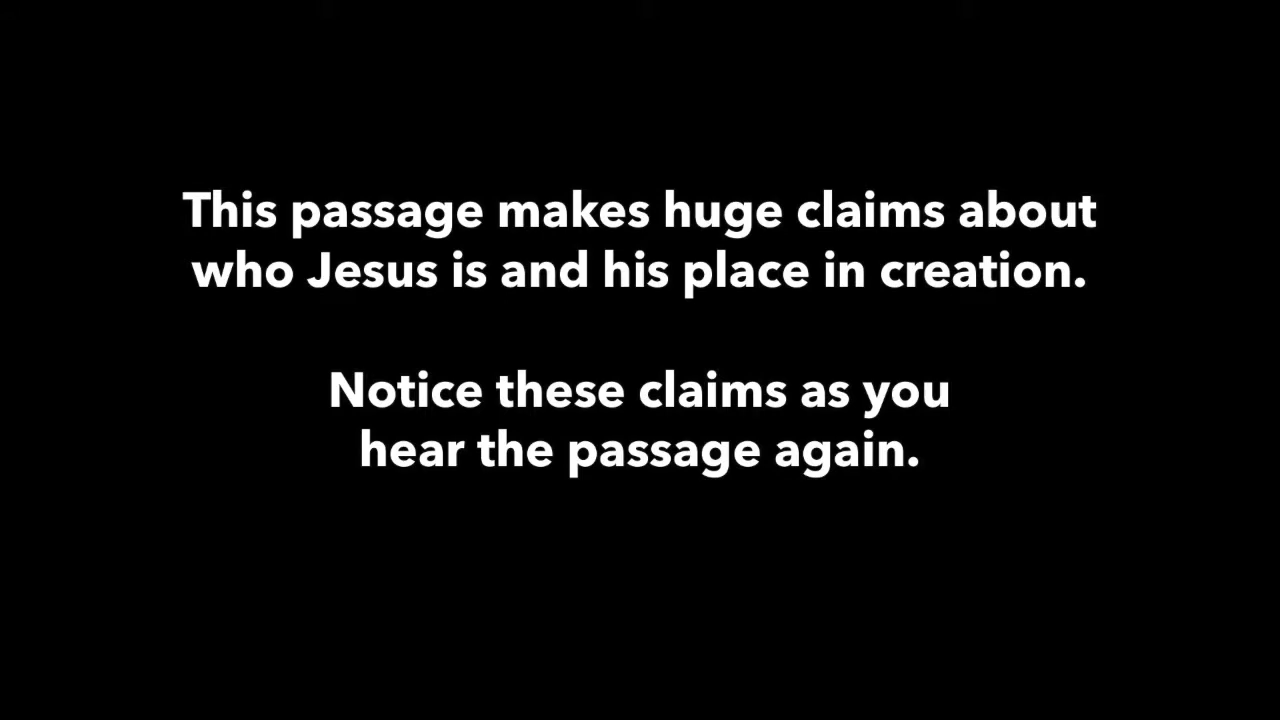 This passage makes huge claims about
who Jesus is and his place in creation.
Notice these claims as you
hear the passage again.